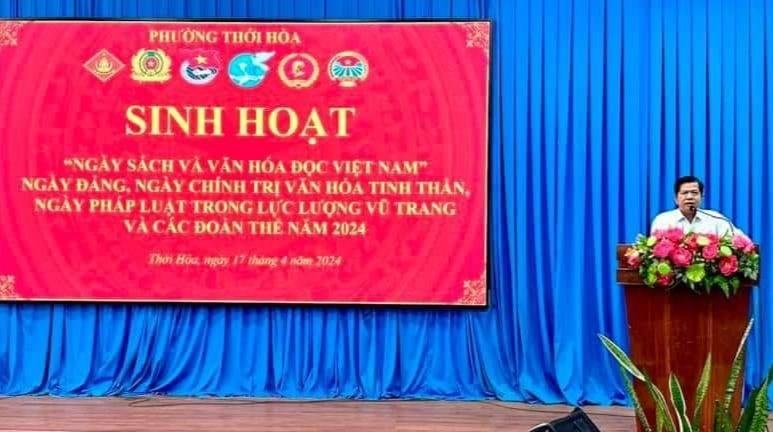 PHƯỜNG THỚI HÒA
SINH HOẠT
“NGÀY SÁCH VÀ VĂN HÓA ĐỌC VIỆT NAM”
NGÀY ĐẢNG, NGÀY CHÍNH TRỊ VĂN HÓA TINH THẦN,
NGÀY PHÁP LUẬT TRONG LỰC LƯỢNG VŨ TRANG
VÀ CÁC ĐOÀN THỂ NĂM 2024
Thới Hòa, ngày 17 tháng 4 năm 2024